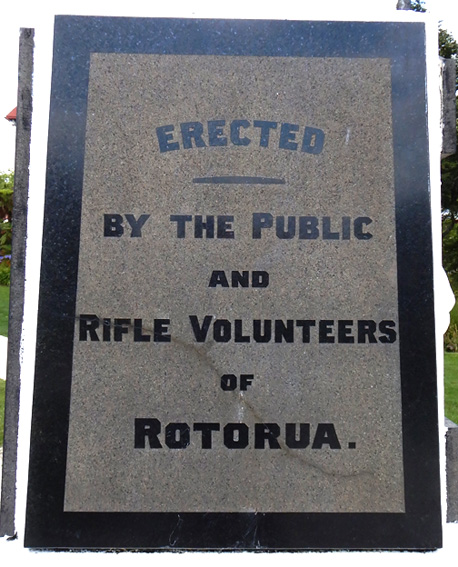 ERECTED
BY THE PUBLIC
AND
RIFLE VOLUNTEERS
OF
ROTORUA.